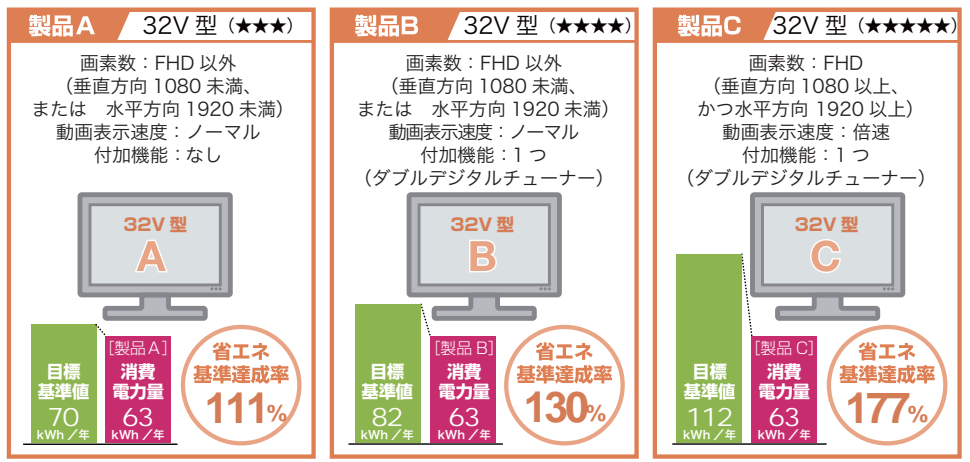 製品A 32V 型（★★★）
画素数：FHD 以外
（垂直方向 1080 未満、
または　水平方向 1920 未満）
動画表示速度：ノーマル
付加機能：なし
32V 型
A
目標
基準値
70
kWh／年
［製品 A］
消費
電力量
63
kWh／年
省エネ
基準達成率
111%
製品B 32V 型（★★★★）
画素数：FHD 以外
（垂直方向 1080 未満、
または　水平方向 1920 未満）
動画表示速度：ノーマル
付加機能：1 つ
（ダブルデジタルチューナー）
32V 型
B
目標
基準値
82
kWh／年
［製品 B］
消費
電力量
63
kWh／年
省エネ
基準達成率
130%
製品C 32V 型（★★★★★）
画素数：FHD
（垂直方向 1080 以上、
かつ水平方向 1920 以上）
動画表示速度：倍速
付加機能：1 つ
（ダブルデジタルチューナー）
32V 型
C
目標
基準値
112
kWh／年
［製品 C］
消費
電力量
63
kWh／年
省エネ
基準達成率
177%